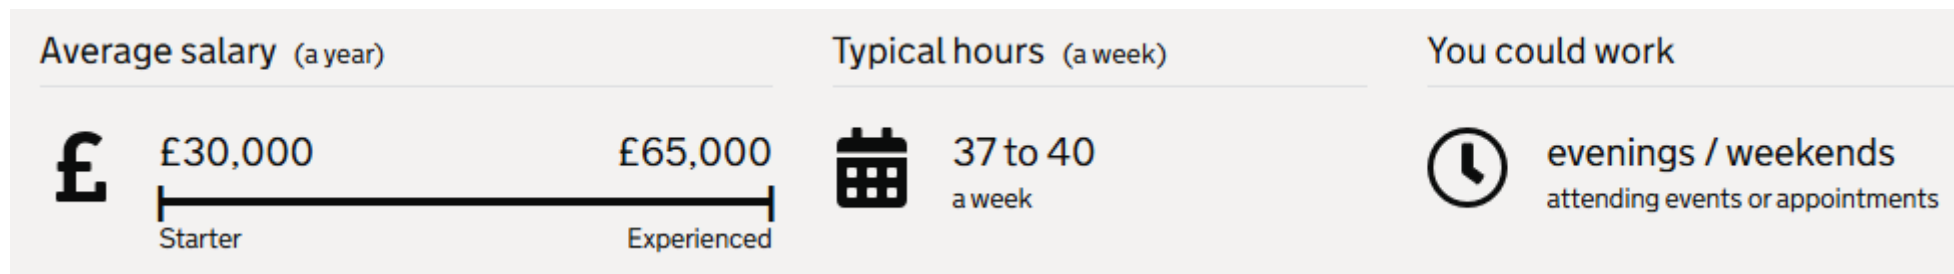 Average salary (a year)
£30,000 £65,000
Starter Experienced
Typical hours (a week)
37 to 40
a week
You could work
evenings / weekends
attending events or appointments